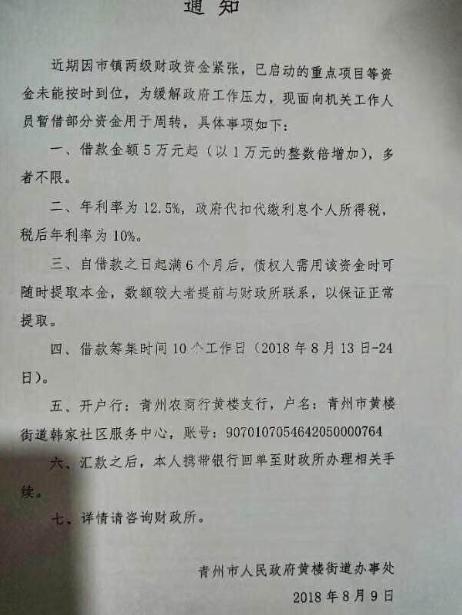 通知
近期因市镇两级财政资金紧张，已启动的重点项目等资
金未能按时到位，为缓解政府工作压力，现面向机关工作人
员暂借部分资金用于周转，具体事项如下：
一、借款金额5万元起（以1万元的整数倍增加），多
者不限。
二、年利率为12.5%，政府代扣代缴利息个人所得税，
税后年利率为10%。
三、自借款之日起满6个月后，债权人需用该资金时可
随时提取本金，数额较大者提前与财政所联系，以保证正常
提取。
四、借款筹集时间10个工作日（2018年8月13日-24
日）。
五、开户行：青州农商行黄楼支行，户名：青州市黄楼
街道韩家社区服务中心，账号：9070107054642050000764
六、汇款之后，本人携带银行回单至财政所办理相关手
续。
七、详情请咨询财政所。
青州市人民政府黄楼街道办事处
2018年8月9日